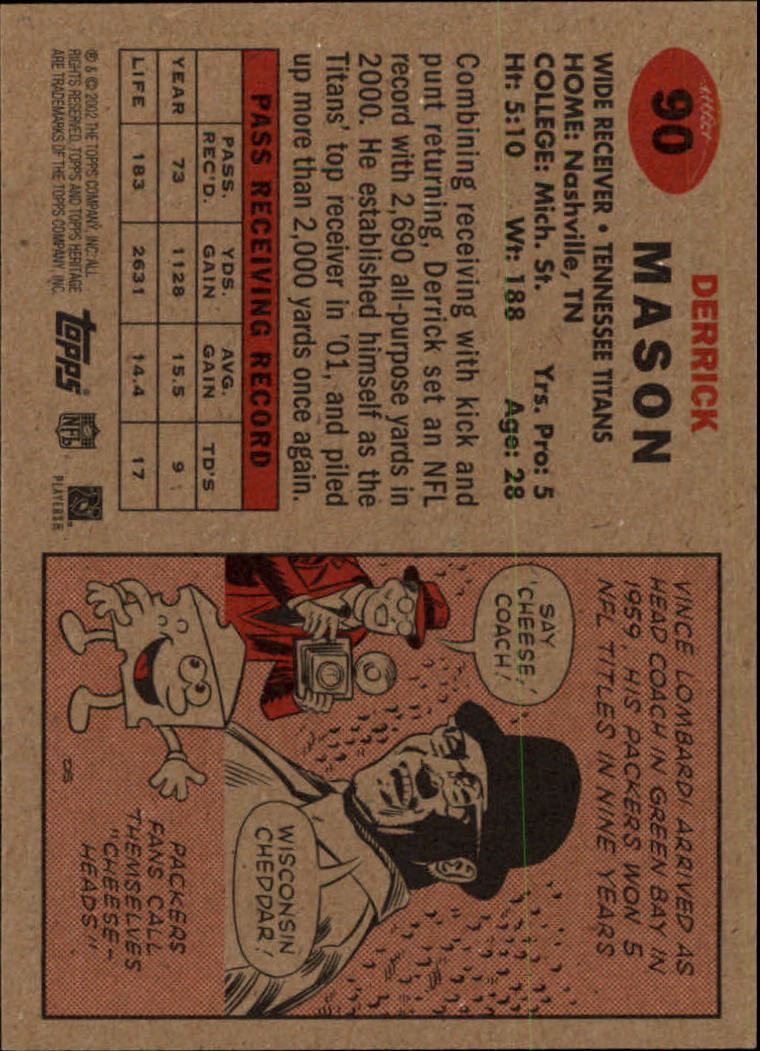 90
DERRICK
MASON
WIDE RECEIVER • TENNESSEE TITANS
HOME: Nashville, TN
COLLEGE: Mich. St. Yrs. Pro: 5
Ht: 5:10 Wt: 188 Age: 28
Combining receiving with kick and
punt returning, Derrick set an NFL
record with 2,690 all-purpose yards in
2000. He established himself as the
Titans' top receiver in '01, and piled
up more than 2,000 yards once again.
PASS RECEIVING RECORD
PASS. REC'D. YDS. GAIN AVG. GAIN TD'S
YEAR 73 1128 15.5 9
LIFE 183 2631 14.4 17
® & © 2002 THE TOPPS COMPANY, INC. ALL
RIGHTS RESERVED. TOPPS AND TOPPS HERITAGE
ARE TRADEMARKS OF THE TOPPS COMPANY, INC.
topps®
NFL
PLAYERS
VINCE LOMBARDI ARRIVED AS
HEAD COACH IN GREEN BAY IN
1959. HIS PACKERS WON 5
NFL TITLES IN NINE YEARS
SAY
'CHEESE,'
COACH!
WISCONSIN
CHEDDAR!
PACKERS
FANS CALL
THEMSELVES
"CHEESE-
HEADS"